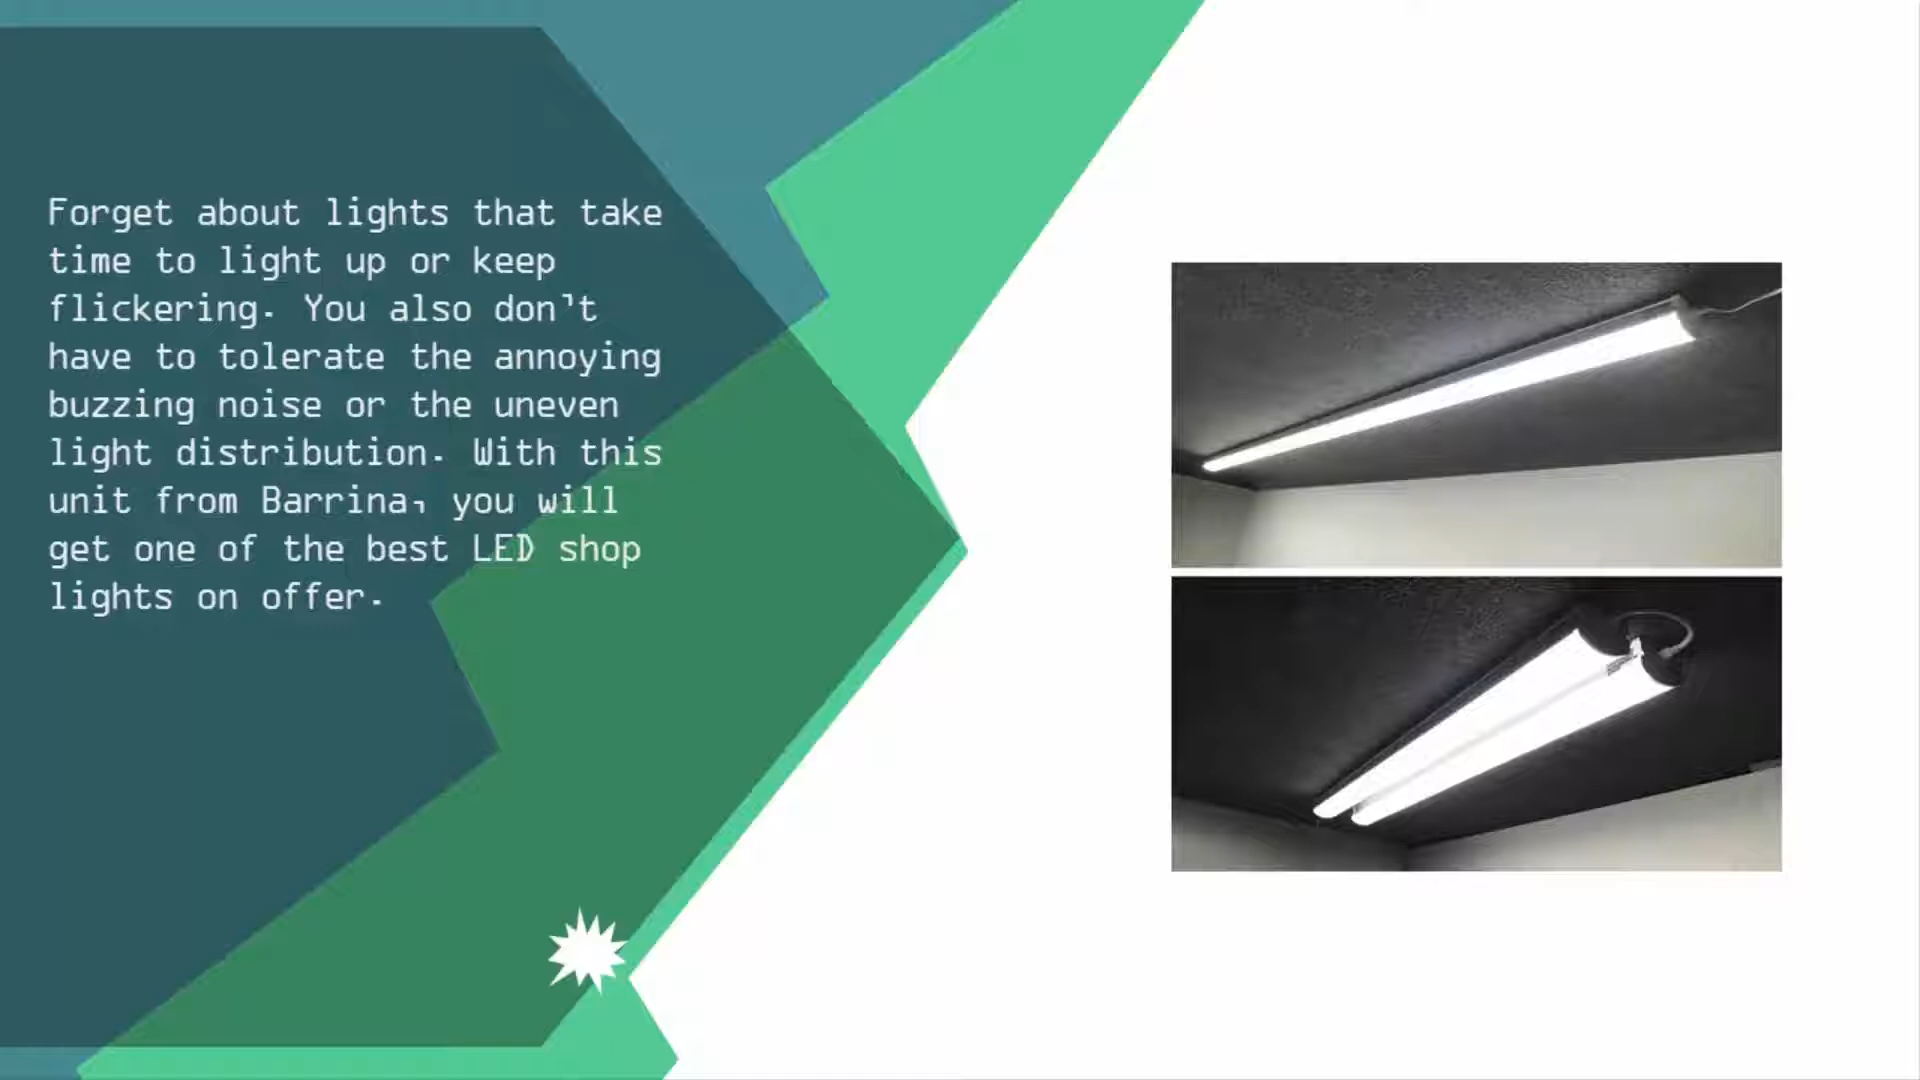 Forget about lights that take
time to light up or keep
flickering. You also don't
have to tolerate the annoying
buzzing noise or the uneven
light distribution. With this
unit from Barrina, you will
get one of the best LED shop
lights on offer.